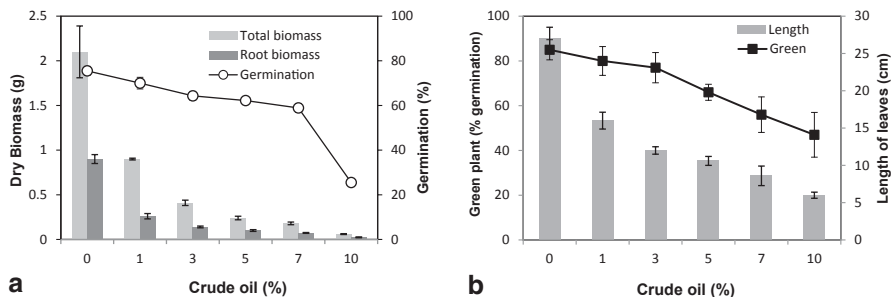 2.5
2
1.5
1
0.5
0
Dry Biomass (g)
Total biomass
Root biomass
Germination
100
80
60
40
20
0
Germination (%)
0 1 3 5 7 10
Crude oil (%)
a
100
80
60
40
20
0
Green plant (% germination)
Length
Green
30
25
20
15
10
5
0
Length of leaves (cm)
0 1 3 5 7 10
Crude oil (%)
b